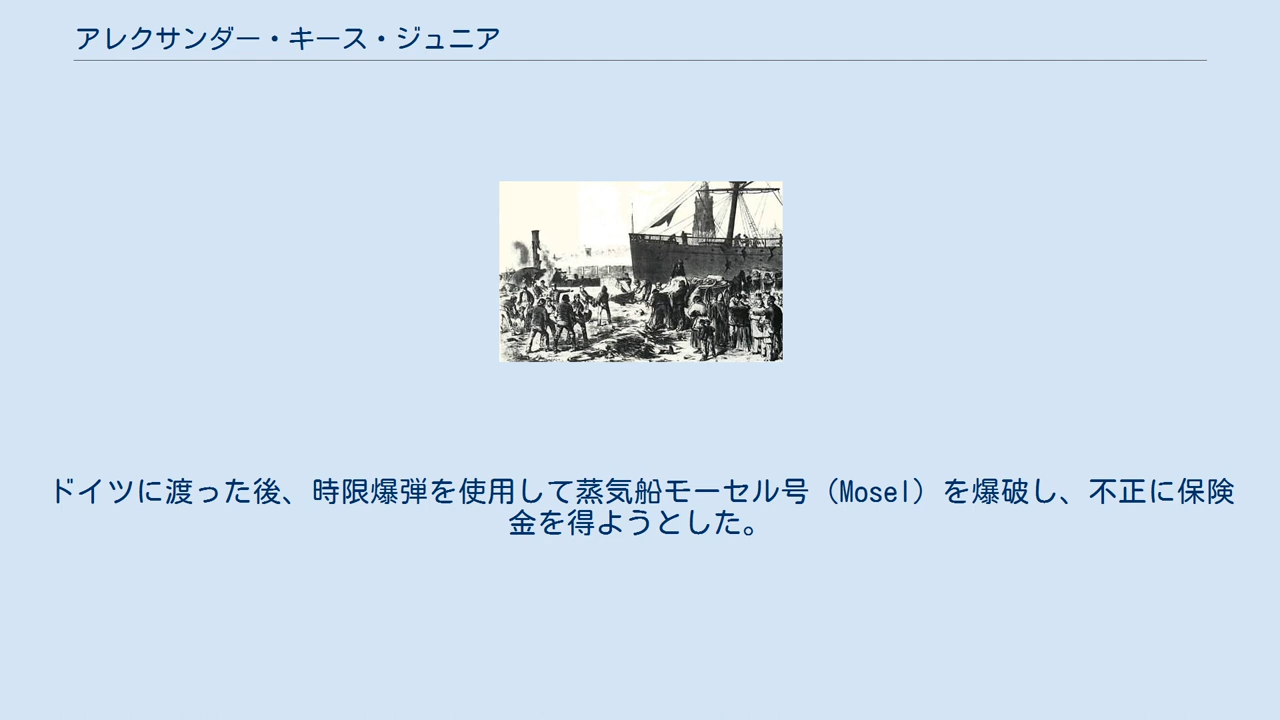 アレクサンダー・キース・ジュニア
ドイツに渡った後、時限爆弾を使用して蒸気船モーセル号（Mosel）を爆破し、不正に保険
金を得ようとした。